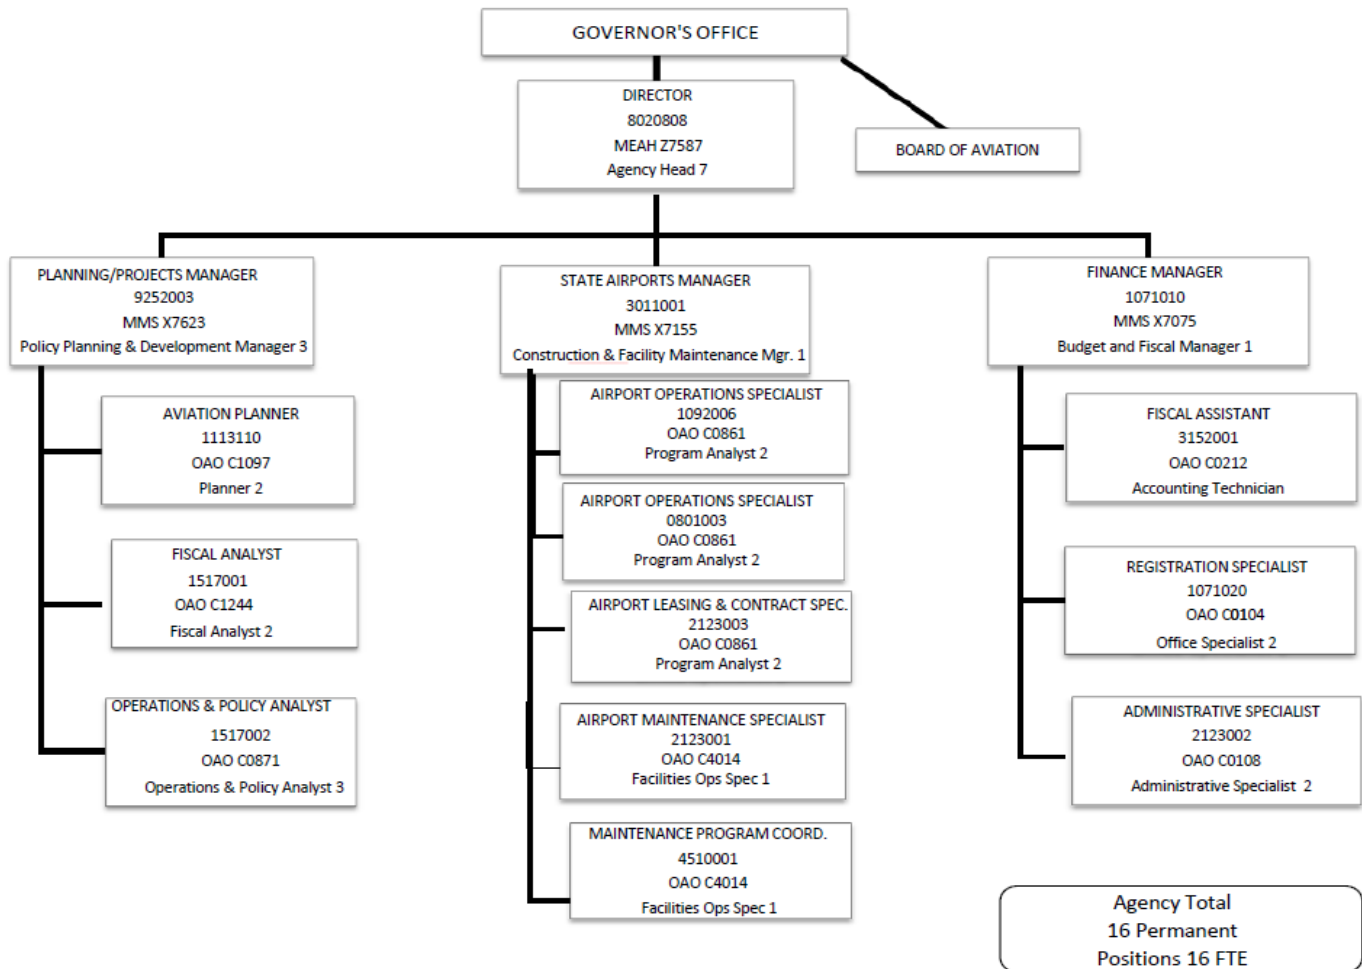 GOVERNOR'S OFFICE
DIRECTOR
8020808
MEAH Z7587
Agency Head 7
BOARD OF AVIATION
PLANNING/PROJECTS MANAGER
9252003
MMS X7623
Policy Planning & Development Manager 3
AVIATION PLANNER
1113110
OAO C1097
Planner 2
FISCAL ANALYST
1517001
OAO C1244
Fiscal Analyst 2
OPERATIONS & POLICY ANALYST
1517002
OAO C0871
Operations & Policy Analyst 3
STATE AIRPORTS MANAGER
3011001
MMS X7155
Construction & Facility Maintenance Mgr. 1
AIRPORT OPERATIONS SPECIALIST
1092006
OAO C0861
Program Analyst 2
AIRPORT OPERATIONS SPECIALIST
0801003
OAO C0861
Program Analyst 2
AIRPORT LEASING & CONTRACT SPEC.
2123003
OAO C0861
Program Analyst 2
AIRPORT MAINTENANCE SPECIALIST
2123001
OAO C4014
Facilities Ops Spec 1
MAINTENANCE PROGRAM COORD.
4510001
OAO C4014
Facilities Ops Spec 1
FINANCE MANAGER
1071010
MMS X7075
Budget and Fiscal Manager 1
FISCAL ASSISTANT
3152001
OAO C0212
Accounting Technician
REGISTRATION SPECIALIST
1071020
OAO C0104
Office Specialist 2
ADMINISTRATIVE SPECIALIST
2123002
OAO C0108
Administrative Specialist 2
Agency Total
16 Permanent
Positions 16 FTE